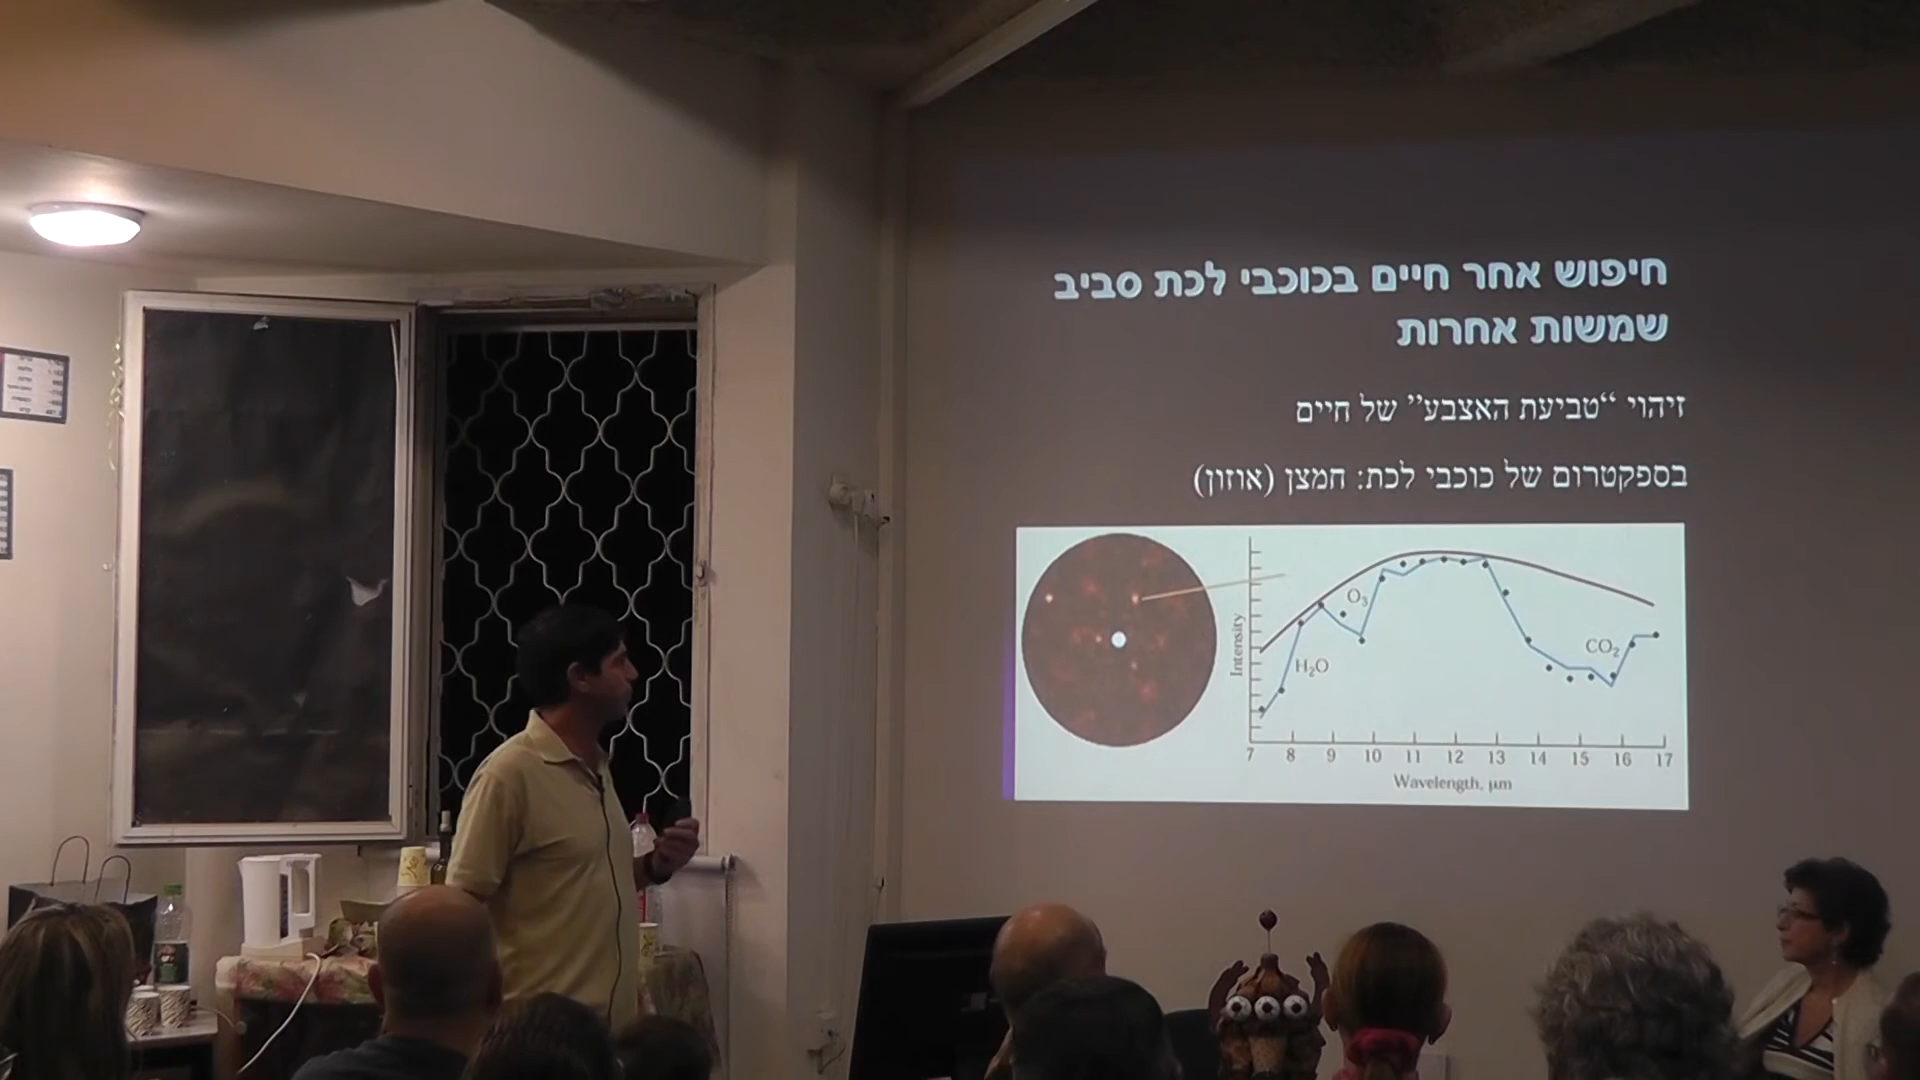 חיפוש אחר חיים בכוכבי לכת סביב
שמשות אחרות
זיהוי “טביעת האצבע” של חיים
בספקטרום של כוכבי לכת: חמצן (אוזון)
Intensity
O₃
H₂O
CO₂
7 8 9 10 11 12 13 14 15 16 17
Wavelength, μm